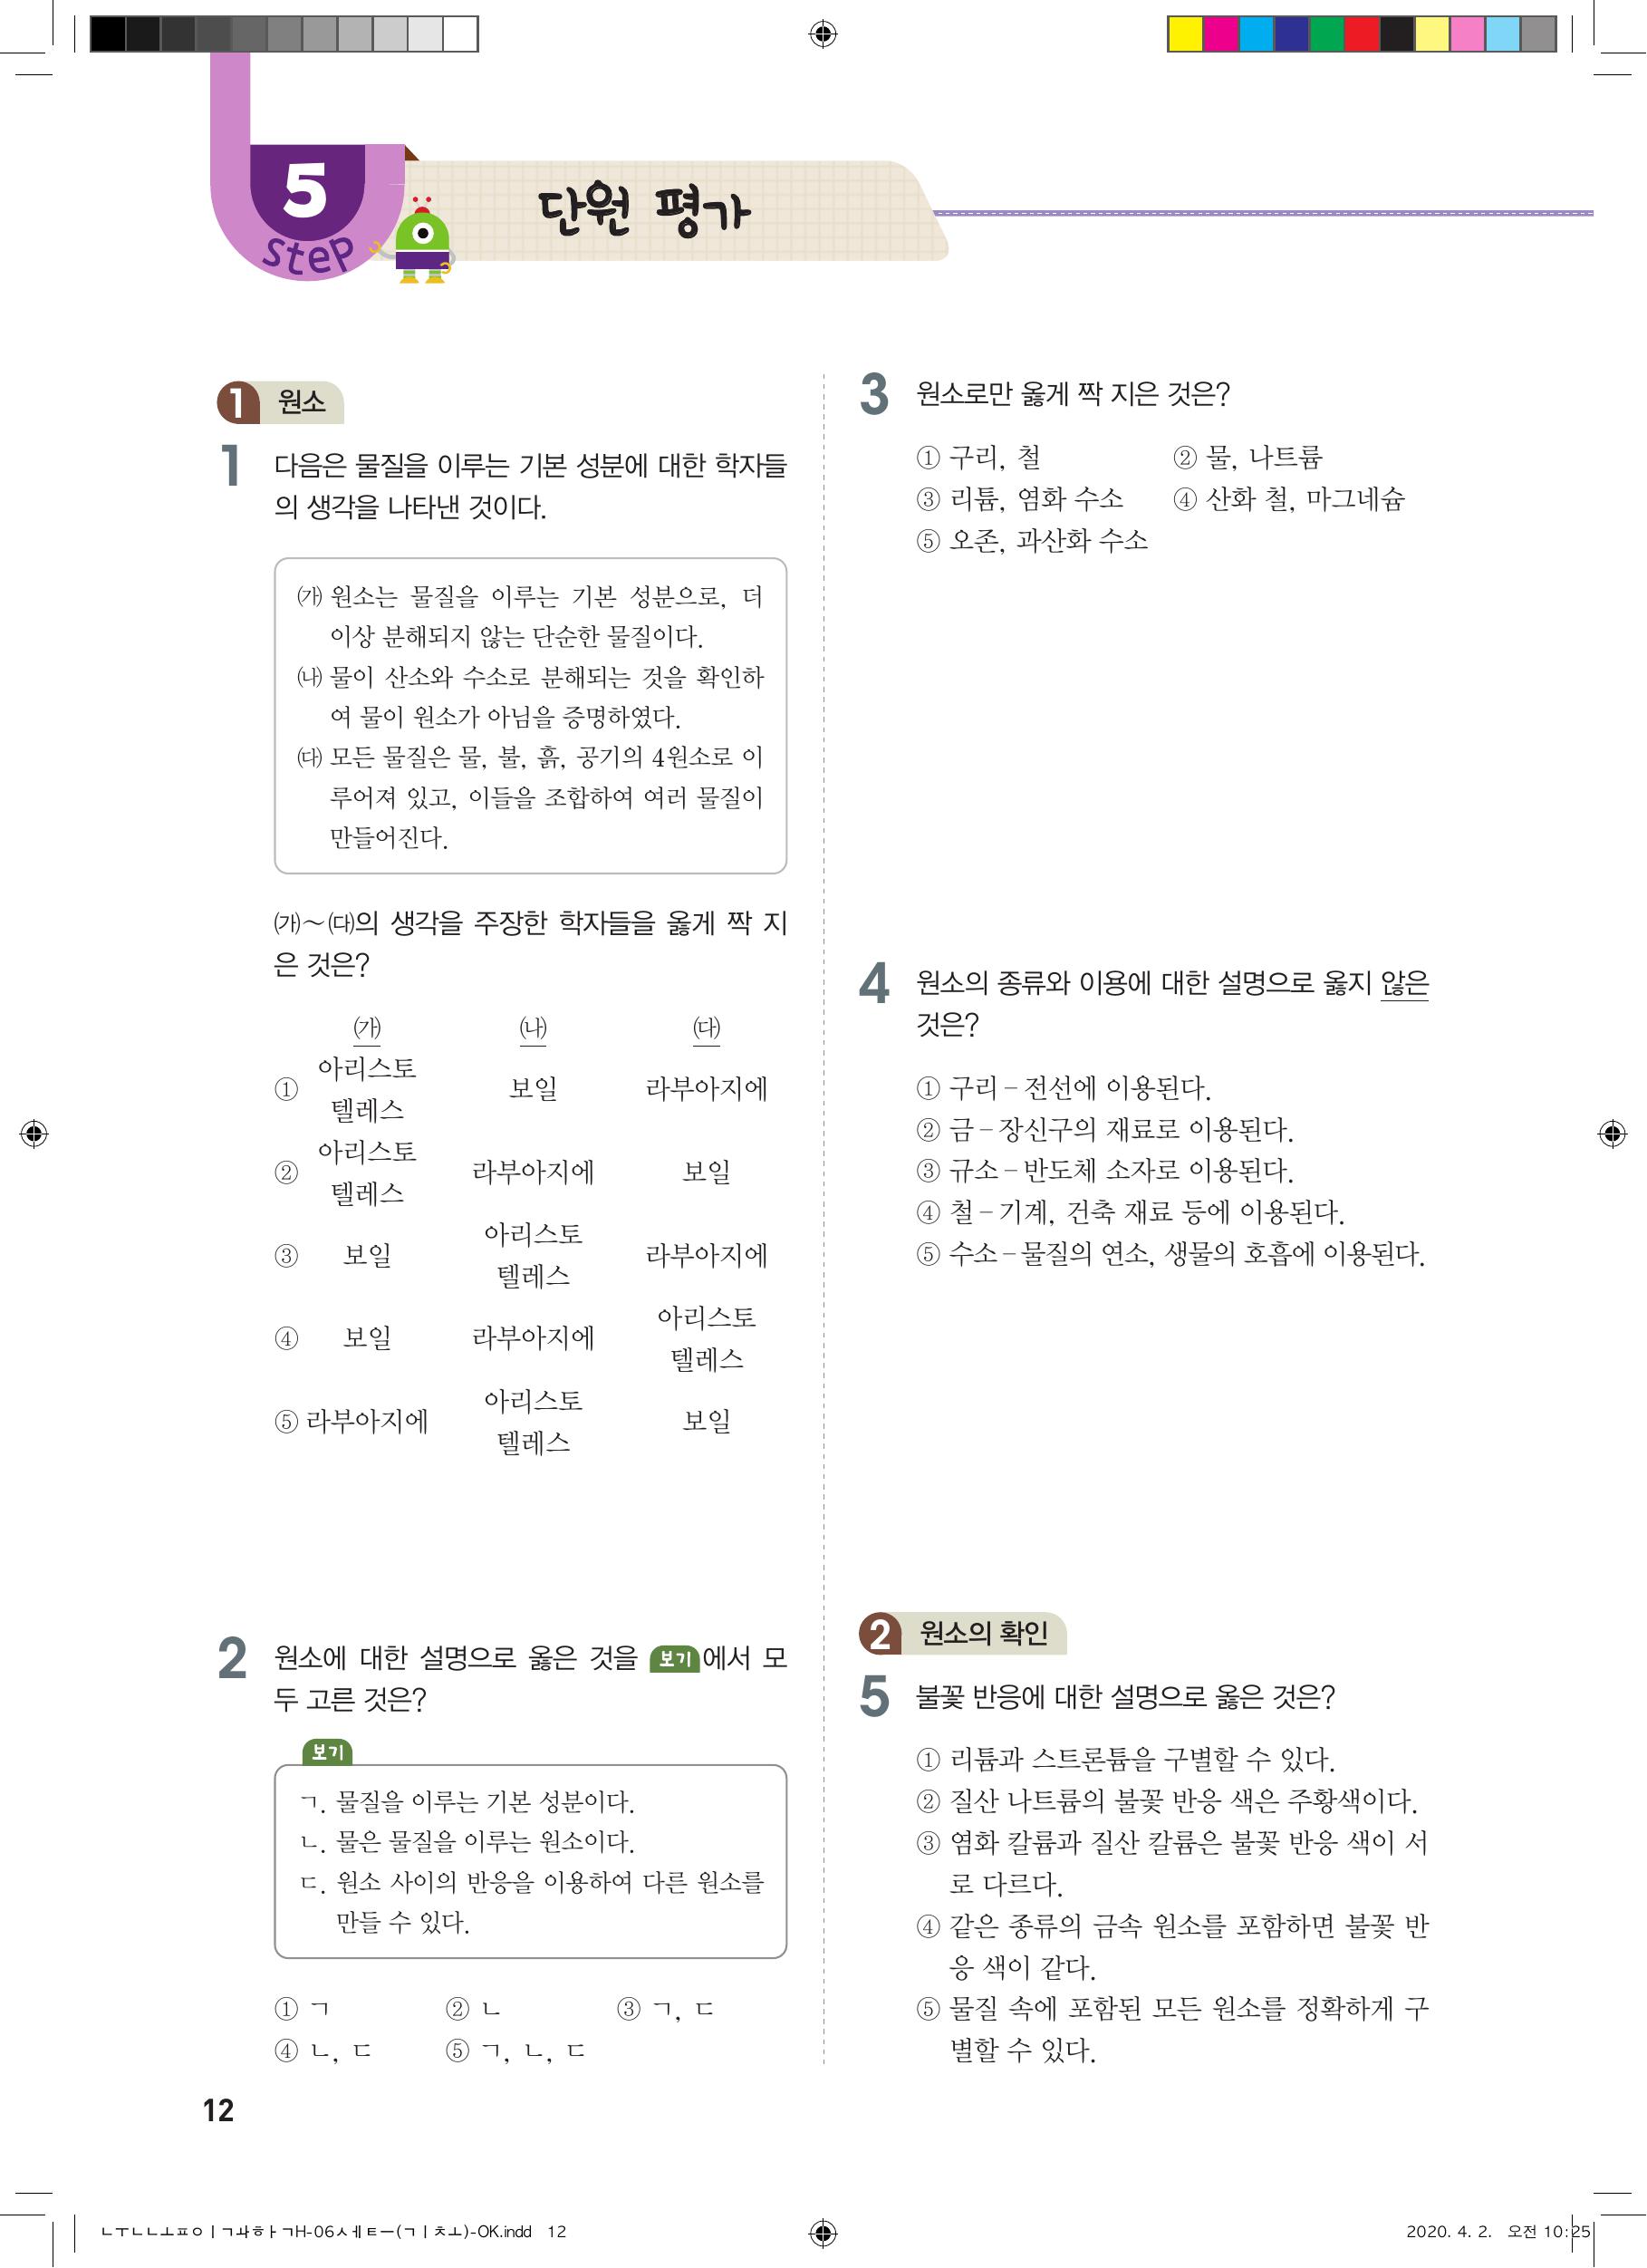 5
step
단원 평가
1 원소
1 다음은 물질을 이루는 기본 성분에 대한 학자들
의 생각을 나타낸 것이다.
㈎ 원소는 물질을 이루는 기본 성분으로, 더
이상 분해되지 않는 단순한 물질이다.
㈏ 물이 산소와 수소로 분해되는 것을 확인하
여 물이 원소가 아님을 증명하였다.
㈐ 모든 물질은 물, 불, 흙, 공기의 4원소로 이
루어져 있고, 이들을 조합하여 여러 물질이
만들어진다.
㈎~㈐의 생각을 주장한 학자들을 옳게 짝 지
은 것은?
㈎ ㈏ ㈐
① 아리스토텔레스 보일 라부아지에
② 아리스토텔레스 라부아지에 보일
③ 보일 아리스토텔레스 라부아지에
④ 보일 라부아지에 아리스토텔레스
⑤ 라부아지에 아리스토텔레스 보일
2 원소에 대한 설명으로 옳은 것을 보기에서 모
두 고른 것은?
보기
ㄱ. 물질을 이루는 기본 성분이다.
ㄴ. 물은 물질을 이루는 원소이다.
ㄷ. 원소 사이의 반응을 이용하여 다른 원소를
만들 수 있다.
① ㄱ ② ㄴ ③ ㄱ, ㄷ
④ ㄴ, ㄷ ⑤ ㄱ, ㄴ, ㄷ
3 원소로만 옳게 짝 지은 것은?
① 구리, 철 ② 물, 나트륨
③ 리튬, 염화 수소 ④ 산화 철, 마그네슘
⑤ 오존, 과산화 수소
4 원소의 종류와 이용에 대한 설명으로 옳지 않은
것은?
① 구리 – 전선에 이용된다.
② 금 – 장신구의 재료로 이용된다.
③ 규소 – 반도체 소자로 이용된다.
④ 철 – 기계, 건축 재료 등에 이용된다.
⑤ 수소 – 물질의 연소, 생물의 호흡에 이용된다.
2 원소의 확인
5 불꽃 반응에 대한 설명으로 옳은 것은?
① 리튬과 스트론튬을 구별할 수 있다.
② 질산 나트륨의 불꽃 반응 색은 주황색이다.
③ 염화 칼륨과 질산 칼륨은 불꽃 반응 색이 서
로 다르다.
④ 같은 종류의 금속 원소를 포함하면 불꽃 반
응 색이 같다.
⑤ 물질 속에 포함된 모든 원소를 정확하게 구
별할 수 있다.
12
ㄴㅜㄴㄴㅗㅍㅇㅣㄱㅘㅎㅏㄱH-06ㅅㅔㅌㅡ(ㄱㅣㅊㅗ)-OK.indd 12
2020. 4. 2. 오전 10:25